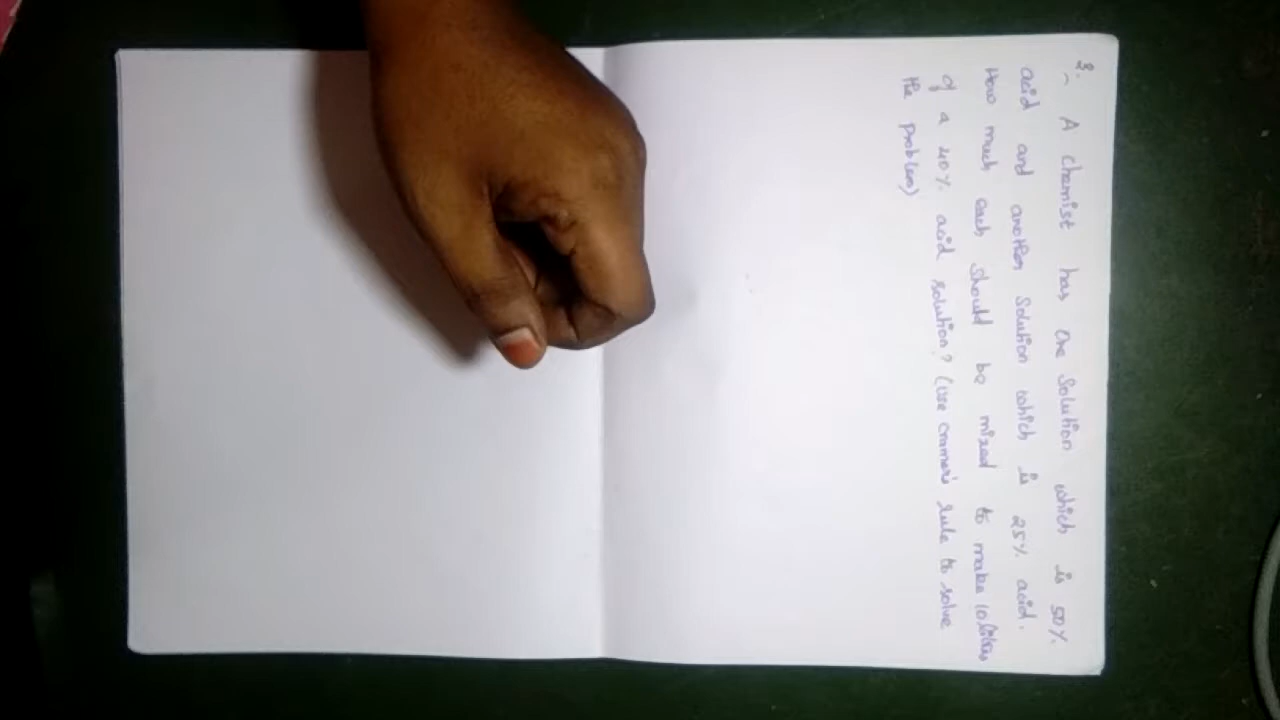 2. A chemist has one solution which is 50%
acid and another solution which is 25% acid.
How much each should be mixed to make 10 litres
of a 40% acid solution? (use cramer's rule to solve
the problem)